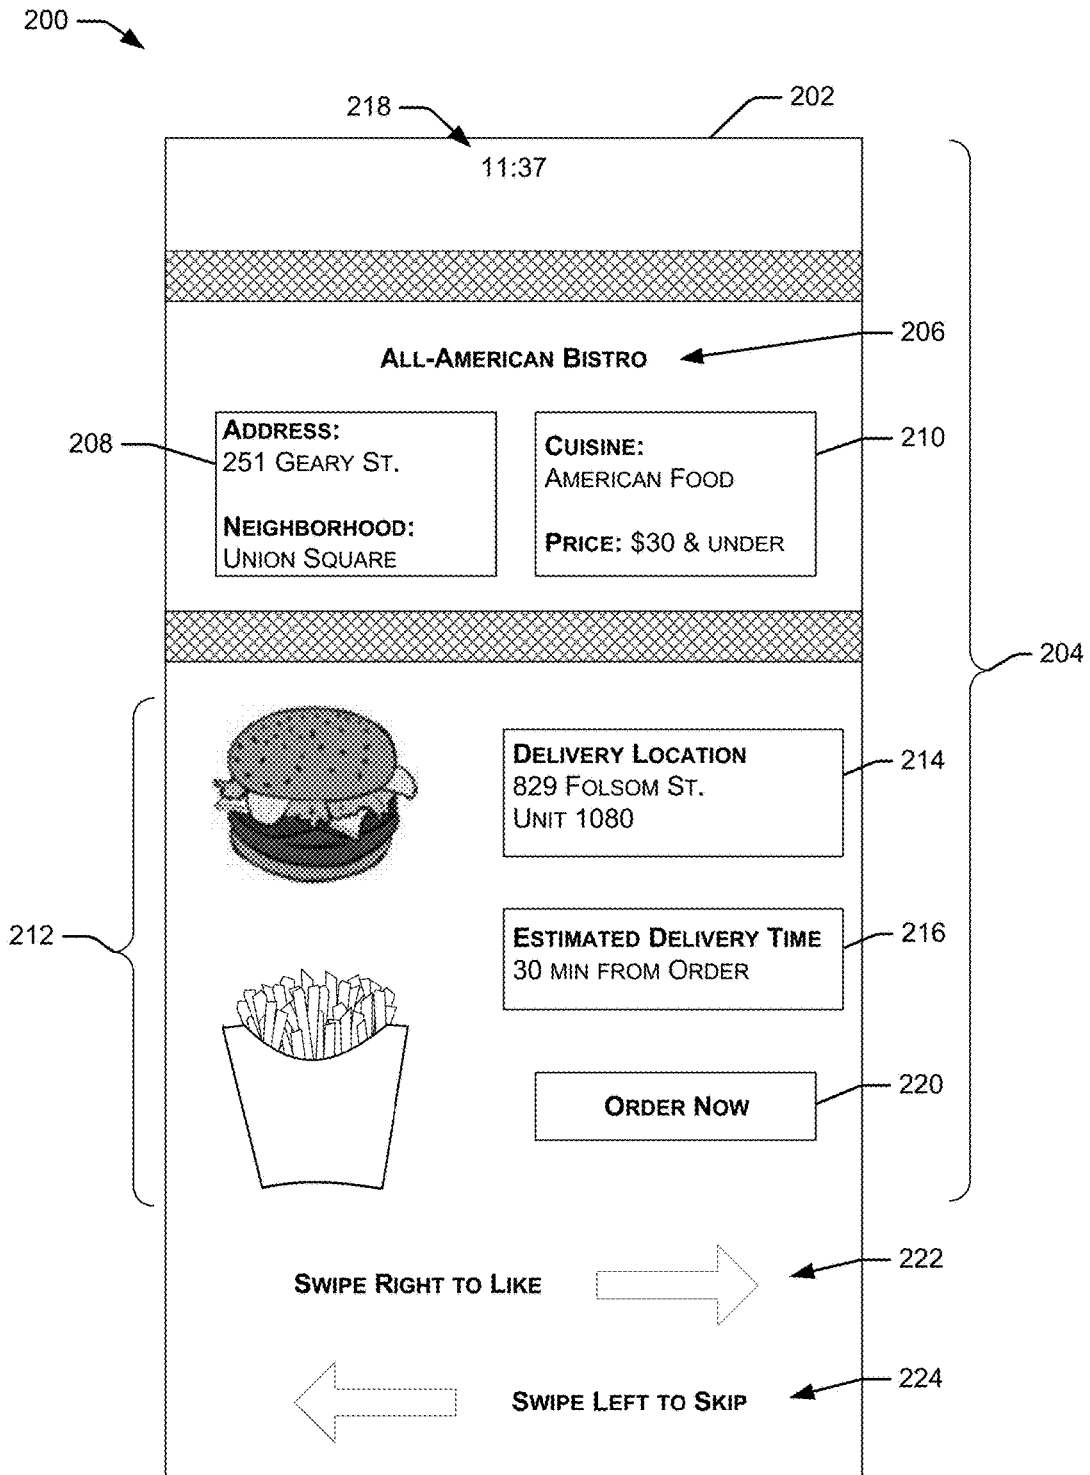 200
218
202
11:37
206
ALL-AMERICAN BISTRO
208
ADDRESS:
251 GEARY ST.
NEIGHBORHOOD:
UNION SQUARE
210
CUISINE:
AMERICAN FOOD
PRICE: $30 & UNDER
204
212
214
DELIVERY LOCATION
829 FOLSOM ST.
UNIT 1080
216
ESTIMATED DELIVERY TIME
30 MIN FROM ORDER
220
ORDER NOW
222
SWIPE RIGHT TO LIKE
224
SWIPE LEFT TO SKIP